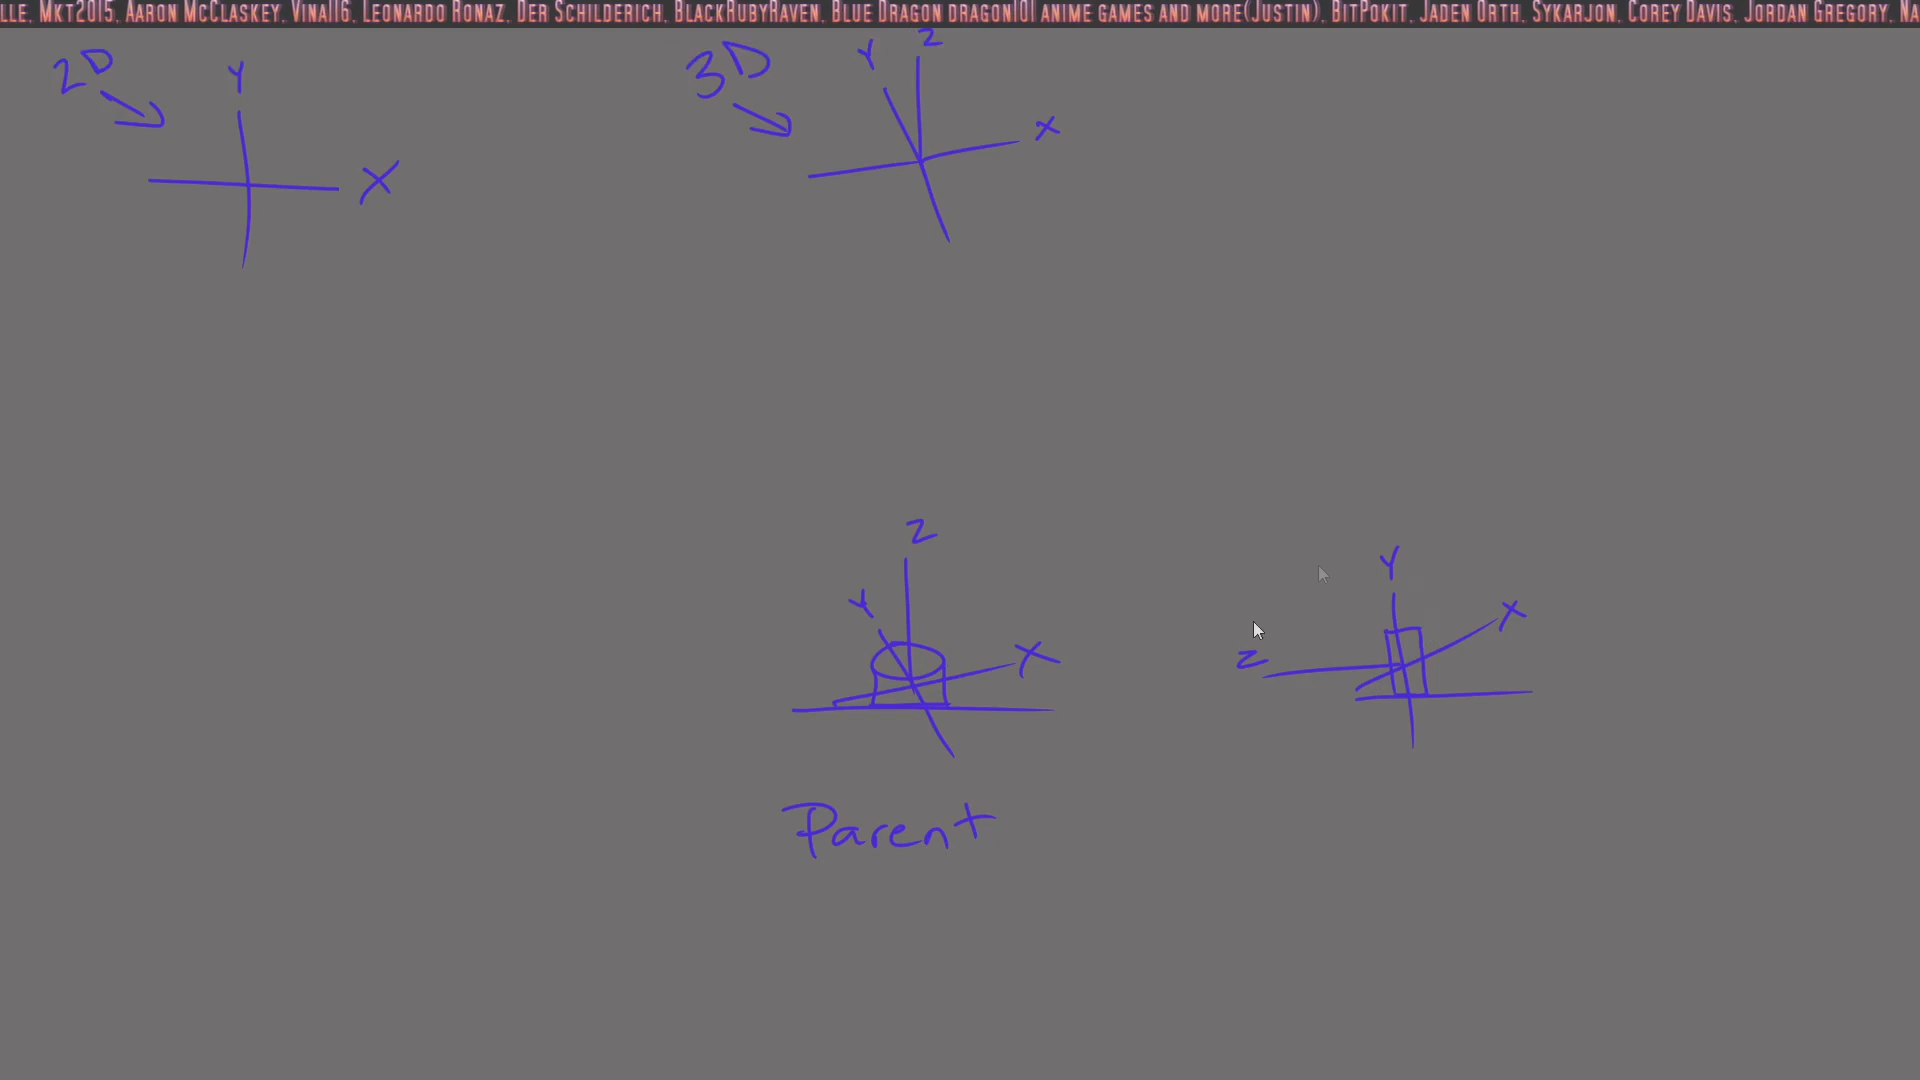 lle, Mkt2015, Aaron McClaskey, Vina116, Leonardo Ronaz, Der Schilderich, BlackRubyRaven, Blue Dragon dragon101 anime games and more(Justin), BitPokit, Jaden Orth, Sykarjon, Corey Davis, Jordan Gregory, Na
2D
Y
X
3D
Y
Z
X
Z
Y
X
Y
X
Z
Parent